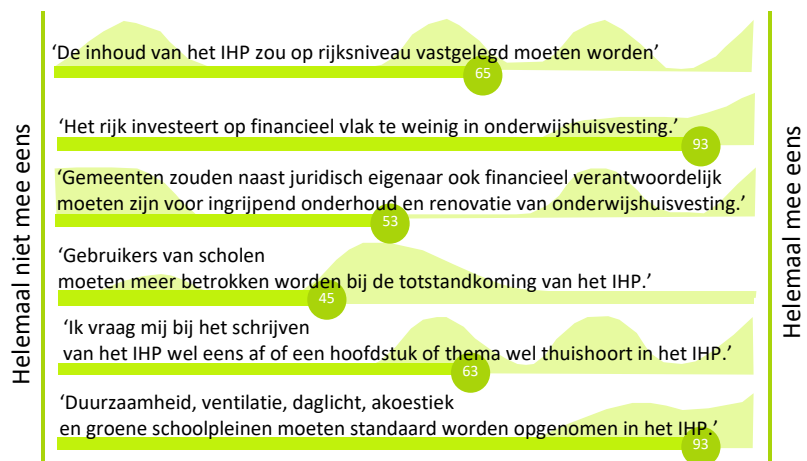 ‘De inhoud van het IHP zou op rijksniveau vastgelegd moeten worden’
65
‘Het rijk investeert op financieel vlak te weinig in onderwijshuisvesting.’
93
‘Gemeenten zouden naast juridisch eigenaar ook financieel verantwoordelijk
moeten zijn voor ingrijpend onderhoud en renovatie van onderwijshuisvesting.’
53
‘Gebruikers van scholen
moeten meer betrokken worden bij de totstandkoming van het IHP.’
45
‘Ik vraag mij bij het schrijven
van het IHP wel eens af of een hoofdstuk of thema wel thuishoort in het IHP.’
63
‘Duurzaamheid, ventilatie, daglicht, akoestiek
en groene schoolpleinen moeten standaard worden opgenomen in het IHP.’
93
Helemaal niet mee eens
Helemaal mee eens